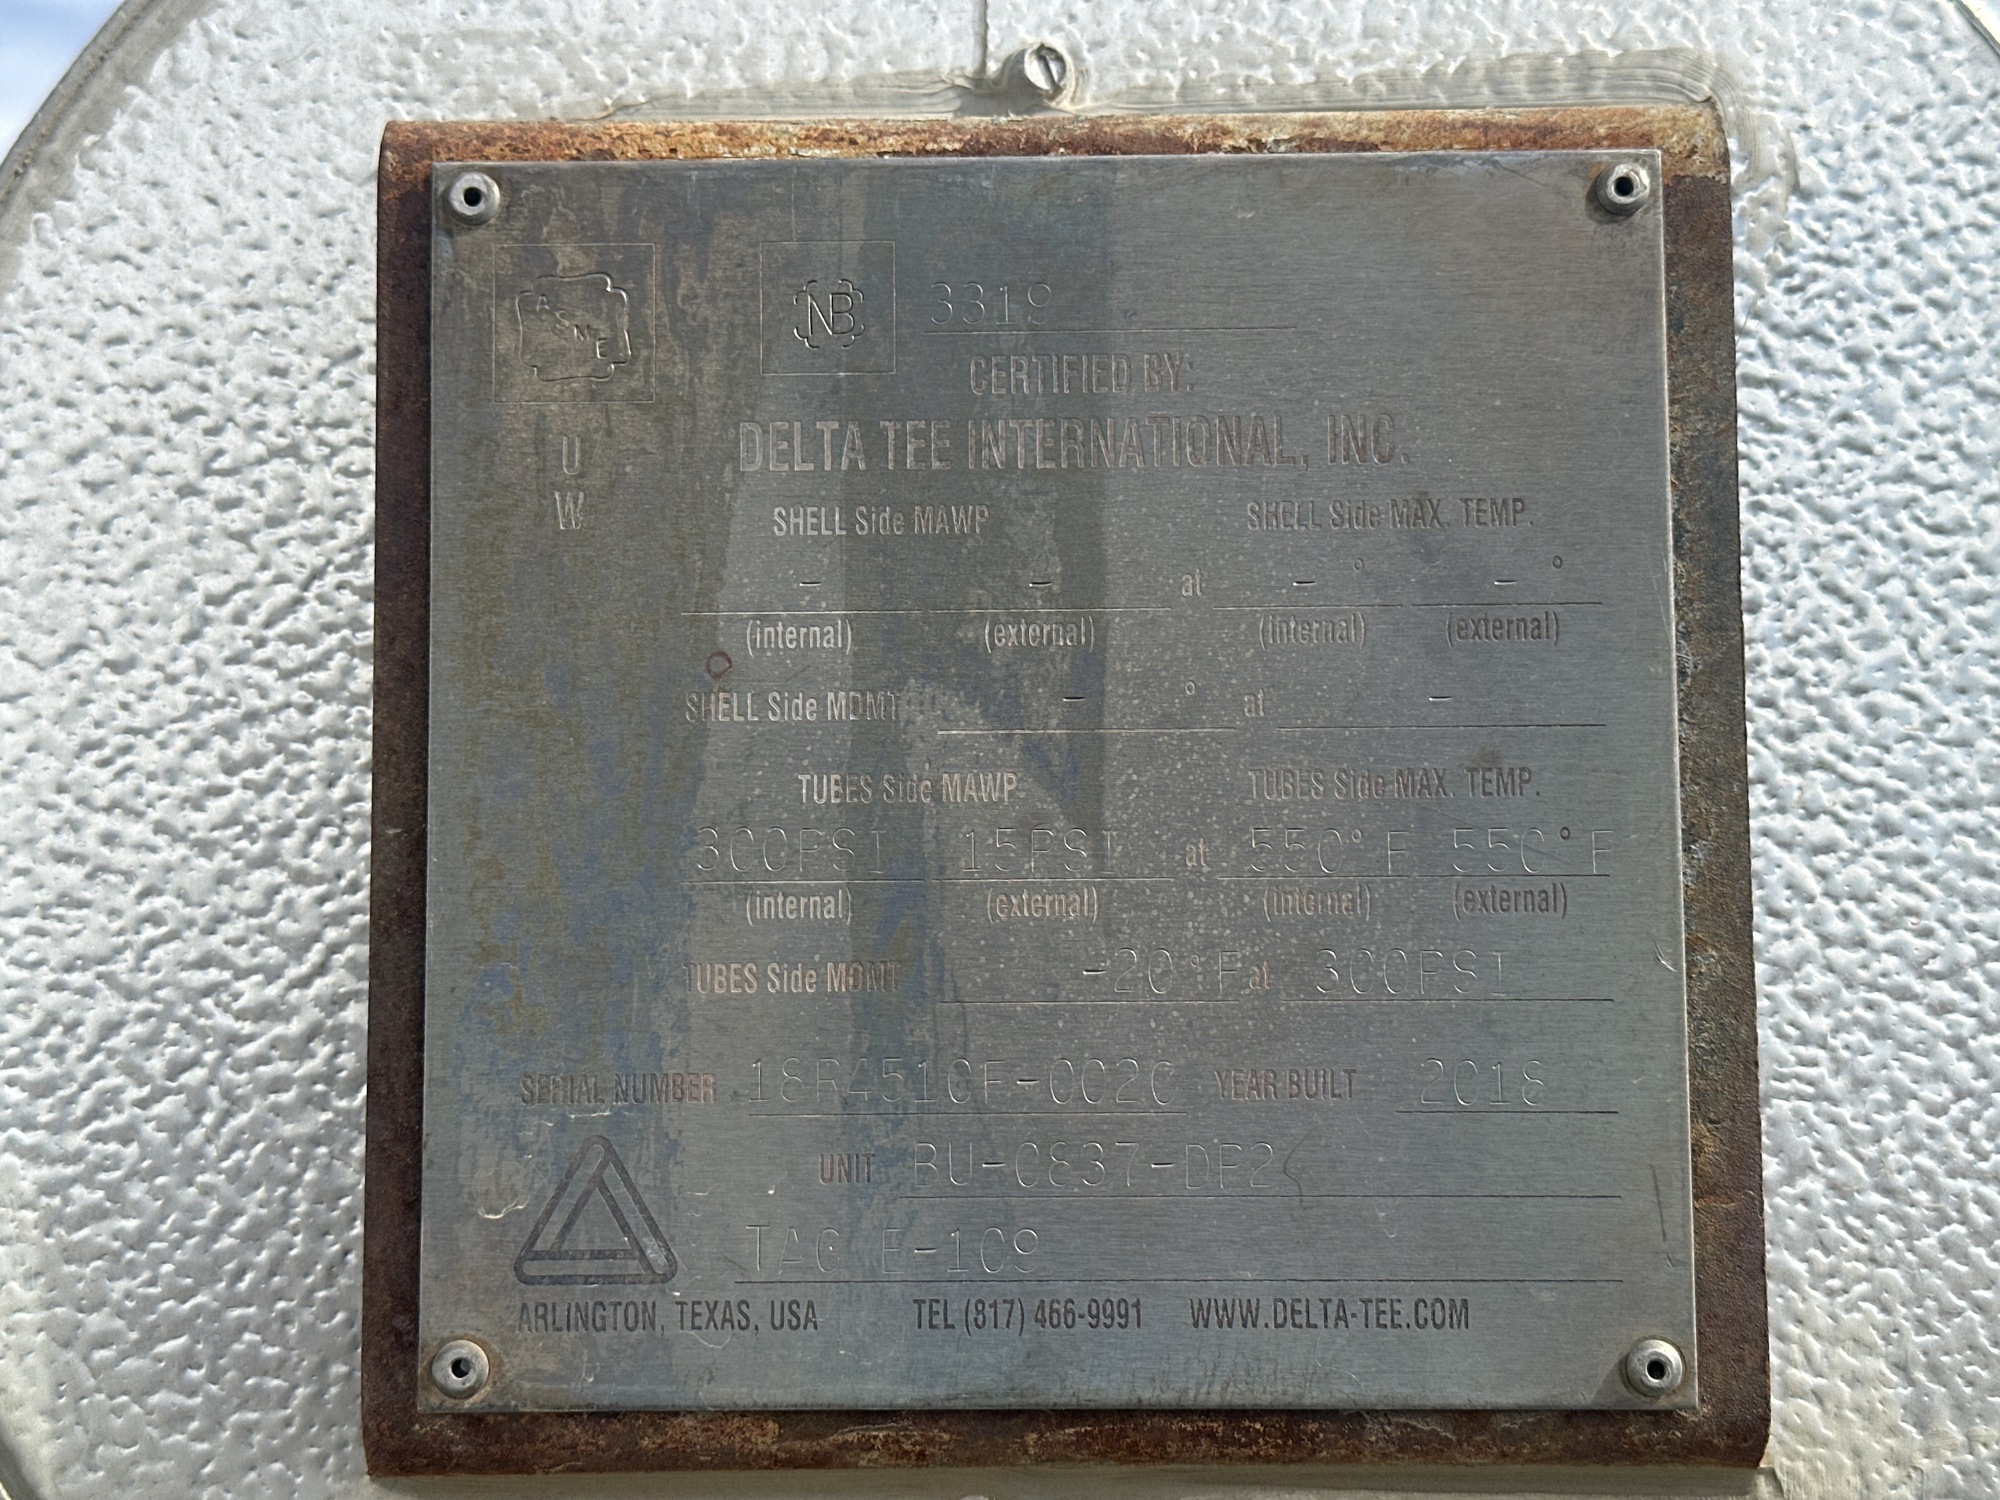 ASME NB 3319
CERTIFIED BY:
U DELTA TEE INTERNATIONAL, INC.
W SHELL Side MAWP SHELL Side MAX. TEMP.
- - at - ° - °
(internal) (external) (internal) (external)
SHELL Side MDMT - ° at -
TUBES Side MAWP TUBES Side MAX. TEMP.
300PSI 15PSI at 550°F 550°F
(internal) (external) (internal) (external)
TUBES Side MDMT -20°F at 300PSI
SERIAL NUMBER YEAR BUILT 2018
UNIT BU-0837-DP2
TAG E-109
ARLINGTON, TEXAS, USA TEL (817) 466-9991 WWW.DELTA-TEE.COM